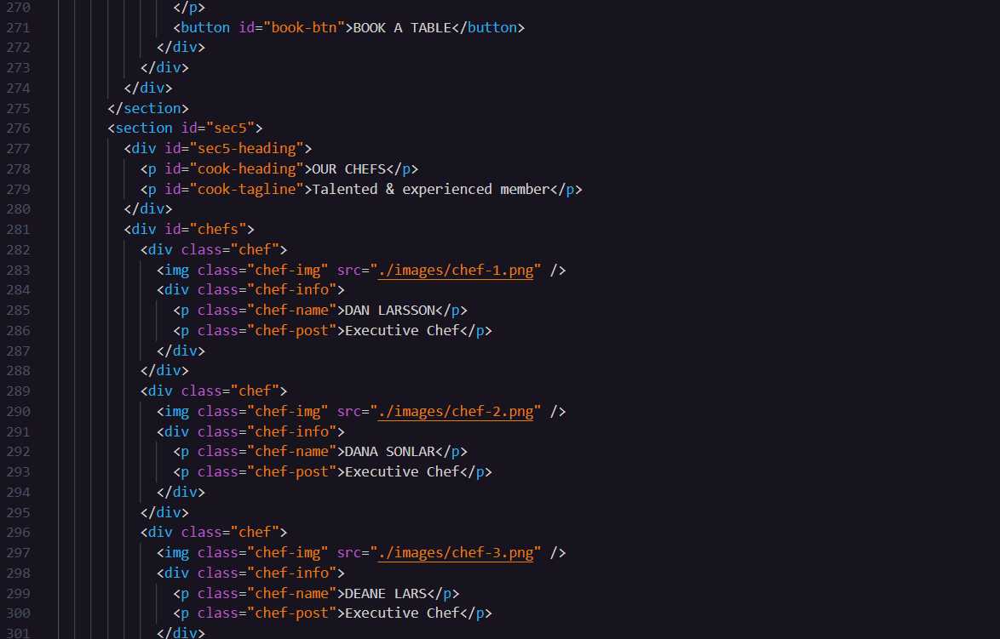 270 </p>
271 <button id="book-btn">BOOK A TABLE</button>
272 </div>
273 </div>
274 </div>
275 </section>
276 <section id="sec5">
277 <div id="sec5-heading">
278 <p id="cook-heading">OUR CHEFS</p>
279 <p id="cook-tagline">Talented & experienced member</p>
280 </div>
281 <div id="chefs">
282 <div class="chef">
283 <img class="chef-img" src="./images/chef-1.png" />
284 <div class="chef-info">
285 <p class="chef-name">DAN LARSSON</p>
286 <p class="chef-post">Executive Chef</p>
287 </div>
288 </div>
289 <div class="chef">
290 <img class="chef-img" src="./images/chef-2.png" />
291 <div class="chef-info">
292 <p class="chef-name">DANA SONLAR</p>
293 <p class="chef-post">Executive Chef</p>
294 </div>
295 </div>
296 <div class="chef">
297 <img class="chef-img" src="./images/chef-3.png" />
298 <div class="chef-info">
299 <p class="chef-name">DEANE LARS</p>
300 <p class="chef-post">Executive Chef</p>
301 </div>